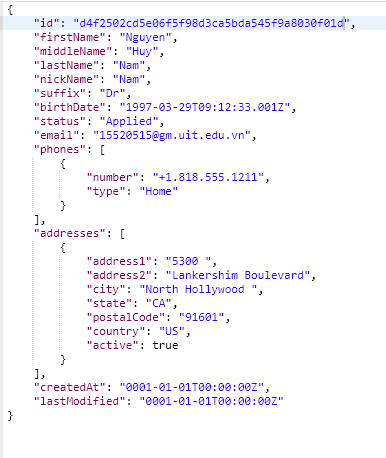 {
    "id": "d4f2502cd5e06f5f98d3ca5bda545f9a8030f01d",
    "firstName": "Nguyen",
    "middleName": "Huy",
    "lastName": "Nam",
    "nickName": "Nam",
    "suffix": "Dr",
    "birthDate": "1997-03-29T09:12:33.001Z",
    "status": "Applied",
    "email": "15520515@gm.uit.edu.vn",
    "phones": [
        {
            "number": "+1.818.555.1211",
            "type": "Home"
        }
    ],
    "addresses": [
        {
            "address1": "5300 ",
            "address2": "Lankershim Boulevard",
            "city": "North Hollywood ",
            "state": "CA",
            "postalCode": "91601",
            "country": "US",
            "active": true
        }
    ],
    "createdAt": "0001-01-01T00:00:00Z",
    "lastModified": "0001-01-01T00:00:00Z"
}